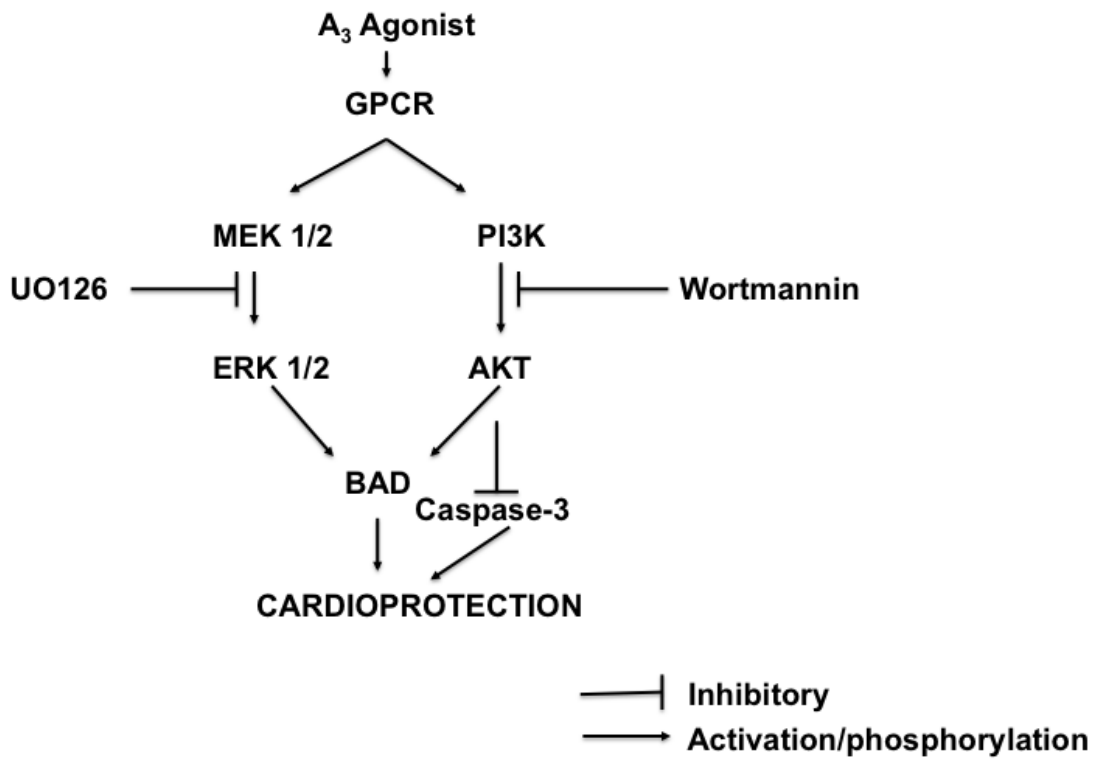 A₃ Agonist
GPCR
MEK 1/2
PI3K
UO126
Wortmannin
ERK 1/2
AKT
BAD
Caspase-3
CARDIOPROTECTION
Inhibitory
Activation/phosphorylation